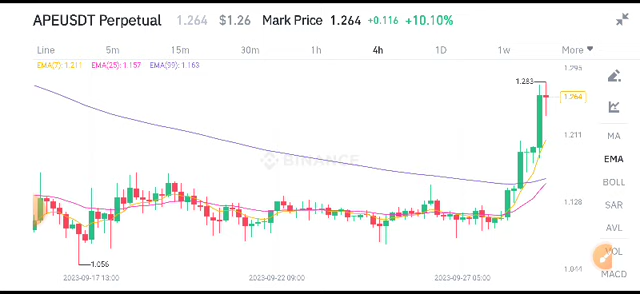 APEUSDT Perpetual 1.264 $1.26 Mark Price 1.264 +0.116 +10.10%
Line 5m 15m 30m 1h 4h 1D 1w More
EMA(7): 1.211 EMA(25): 1.157 EMA(99): 1.163
1.295
1.283
1.264
1.211
1.128
1.044
1.056
BINANCE
2023-09-17 13:00 2023-09-22 09:00 2023-09-27 05:00
MA
EMA
BOLL
SAR
AVL
VOL
MACD